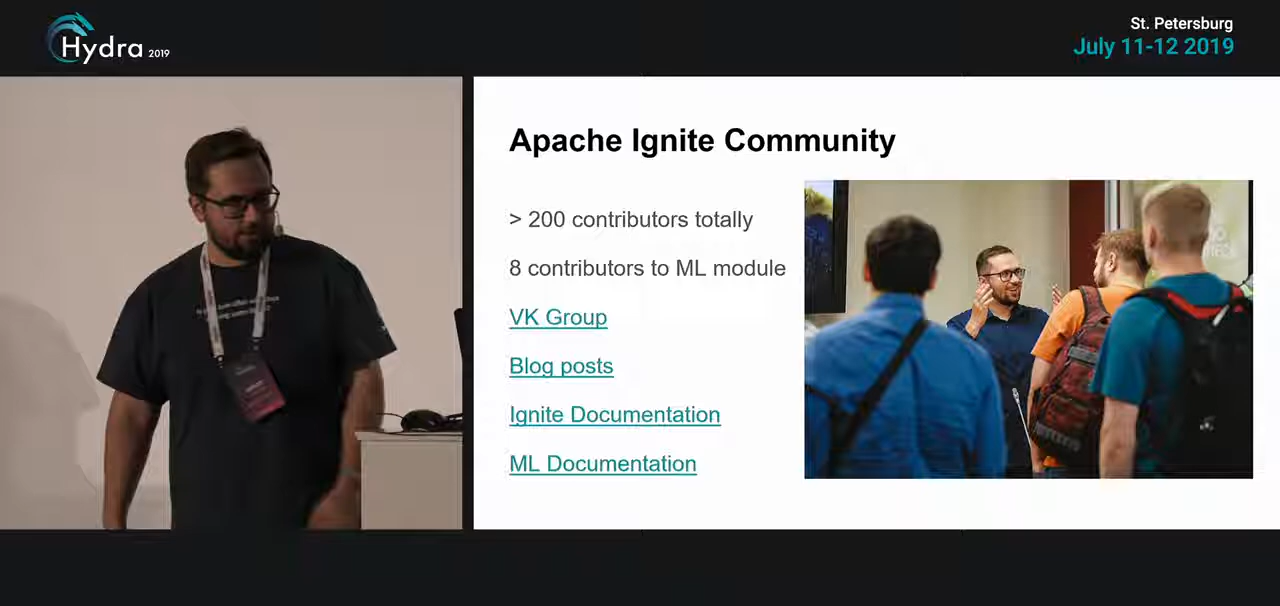 Hydra 2019
St. Petersburg
July 11-12 2019
Apache Ignite Community
> 200 contributors totally
8 contributors to ML module
VK Group
Blog posts
Ignite Documentation
ML Documentation